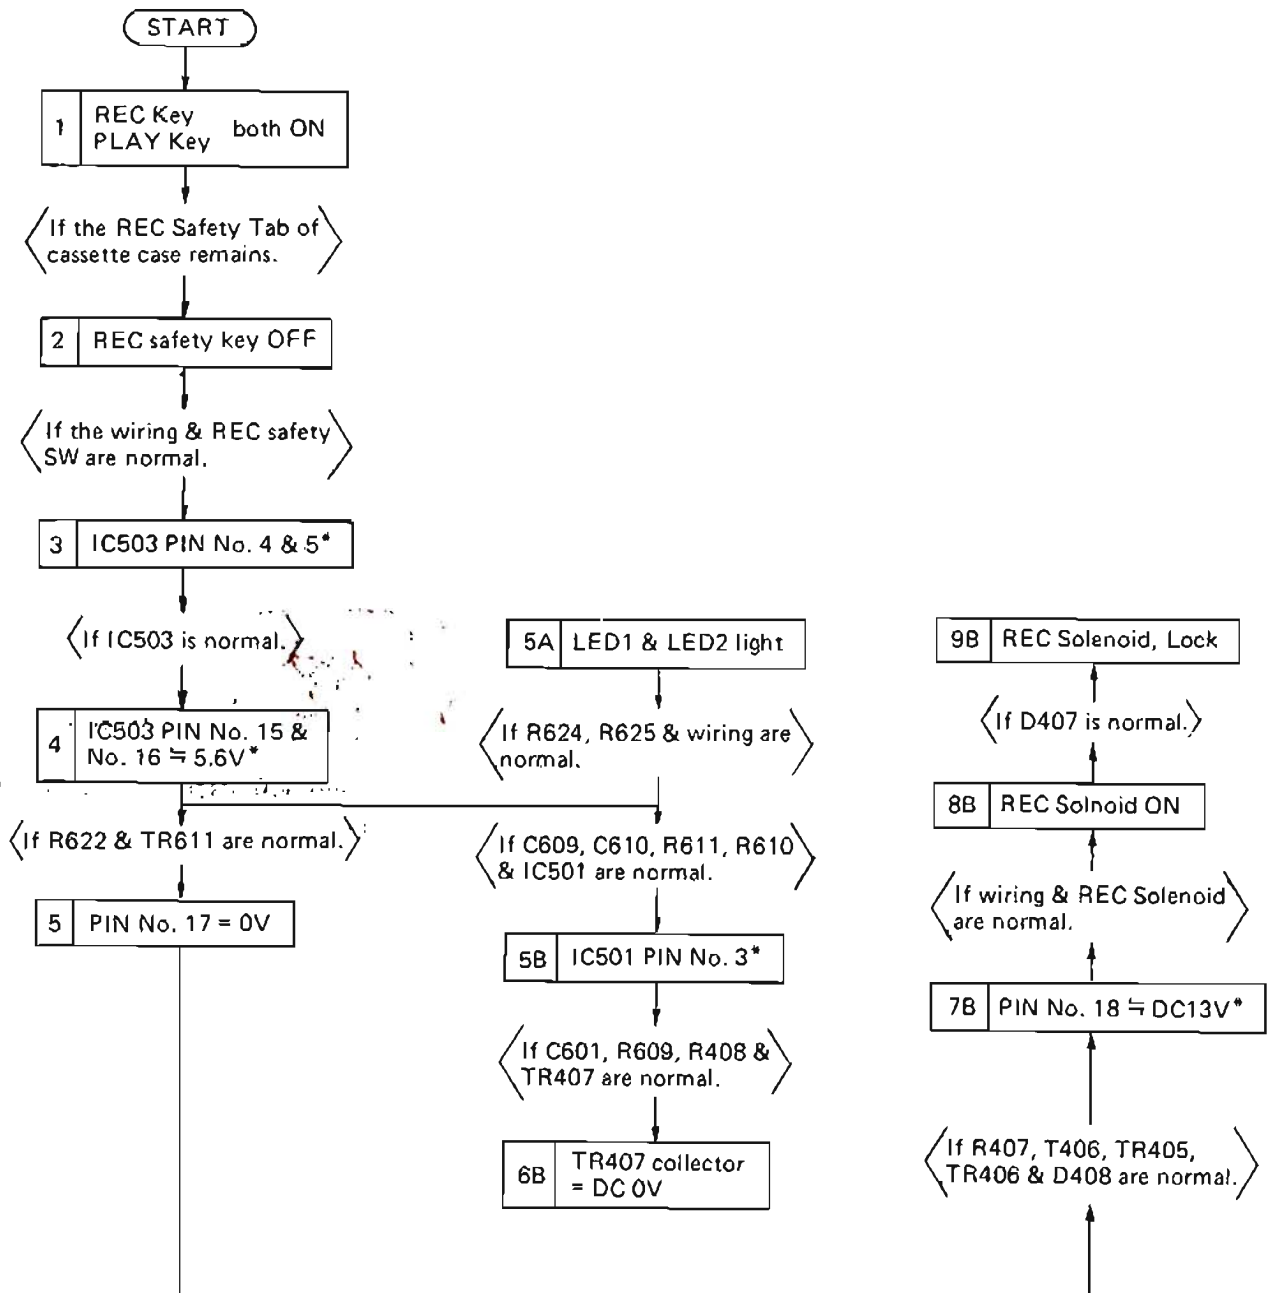 START
1
REC Key
PLAY Key
both ON
If the REC Safety Tab of
cassette case remains.
2
REC safety key OFF
If the wiring & REC safety
SW are normal.
3
IC503 PIN No. 4 & 5*
If IC503 is normal.
4
IC503 PIN No. 15 &
No. 16 ≒ 5.6V*
If R622 & TR611 are normal.
5
PIN No. 17 = 0V
5A
LED1 & LED2 light
If R624, R625 & wiring are
normal.
If C609, C610, R611, R610
& IC501 are normal.
5B
IC501 PIN No. 3*
If C601, R609, R408 &
TR407 are normal.
6B
TR407 collector
= DC 0V
9B
REC Solenoid, Lock
If D407 is normal.
8B
REC Solnoid ON
If wiring & REC Solenoid
are normal.
7B
PIN No. 18 ≒ DC13V*
If R407, T406, TR405,
TR406 & D408 are normal.